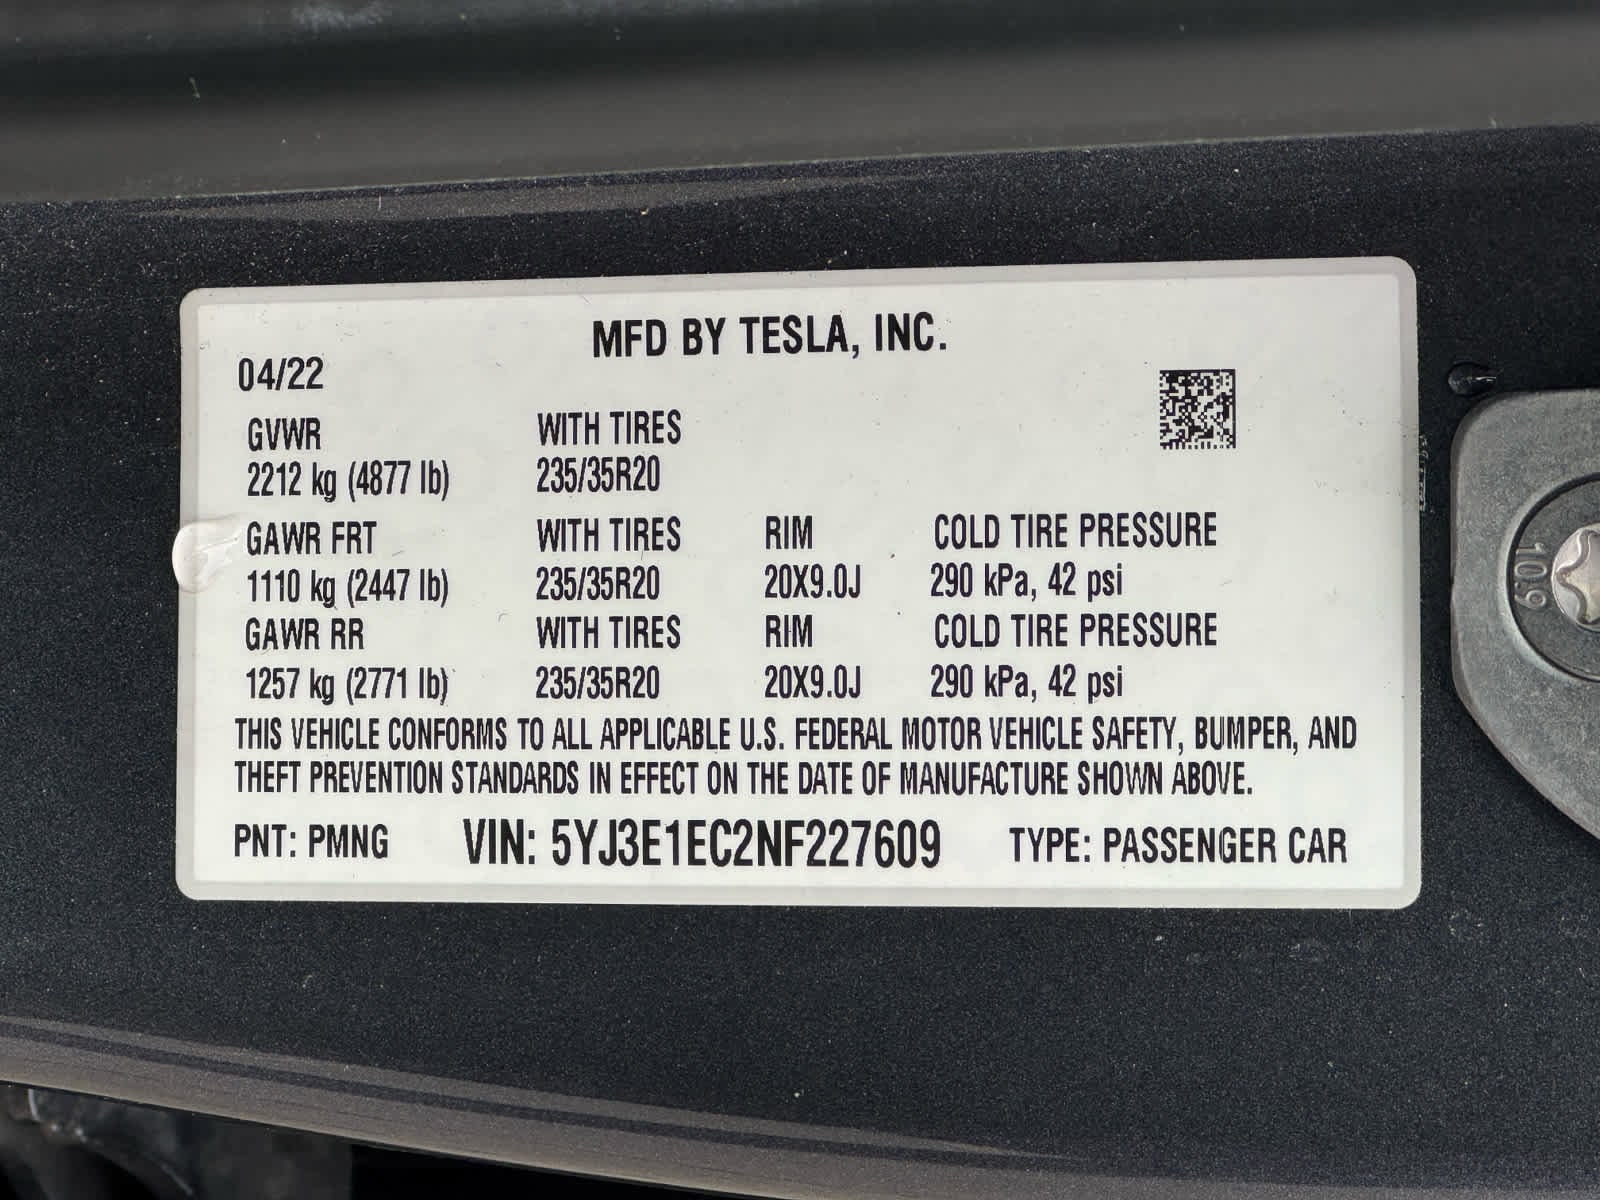 MFD BY TESLA, INC.
04/22
GVWR WITH TIRES
2212 kg (4877 lb) 235/35R20
GAWR FRT WITH TIRES RIM COLD TIRE PRESSURE
1110 kg (2447 lb) 235/35R20 20X9.0J 290 kPa, 42 psi
GAWR RR WITH TIRES RIM COLD TIRE PRESSURE
1257 kg (2771 lb) 235/35R20 20X9.0J 290 kPa, 42 psi
THIS VEHICLE CONFORMS TO ALL APPLICABLE U.S. FEDERAL MOTOR VEHICLE SAFETY, BUMPER, AND
THEFT PREVENTION STANDARDS IN EFFECT ON THE DATE OF MANUFACTURE SHOWN ABOVE.
PNT: PMNG VIN: 5YJ3E1EC2NF227609 TYPE: PASSENGER CAR
10.9